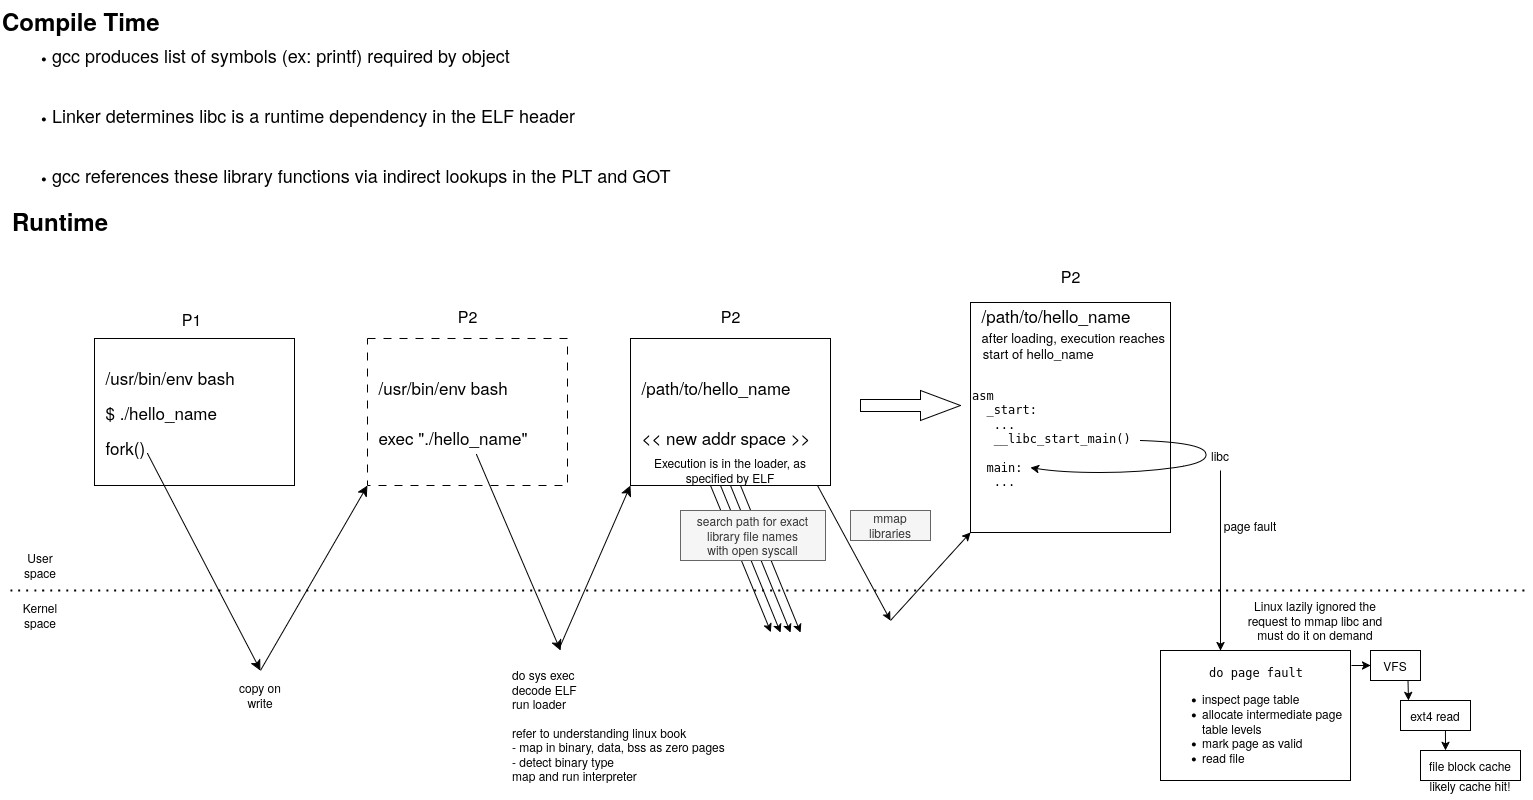 Compile Time
• gcc produces list of symbols (ex: printf) required by object
• Linker determines libc is a runtime dependency in the ELF header
• gcc references these library functions via indirect lookups in the PLT and GOT
Runtime
P1
/usr/bin/env bash
$ ./hello_name
fork()
P2
/usr/bin/env bash
exec "./hello_name"
P2
/path/to/hello_name
<< new addr space >>
Execution is in the loader, as
specified by ELF
search path for exact
library file names
with open syscall
mmap
libraries
P2
/path/to/hello_name
after loading, execution reaches
start of hello_name
asm
_start:
...
__libc_start_main()
main:
...
libc
page fault
User
space
Kernel
space
copy on
write
do sys exec
decode ELF
run loader
refer to understanding linux book
- map in binary, data, bss as zero pages
- detect binary type
map and run interpreter
Linux lazily ignored the
request to mmap libc and
must do it on demand
do page fault
• inspect page table
• allocate intermediate page
table levels
• mark page as valid
• read file
VFS
ext4 read
file block cache
likely cache hit!